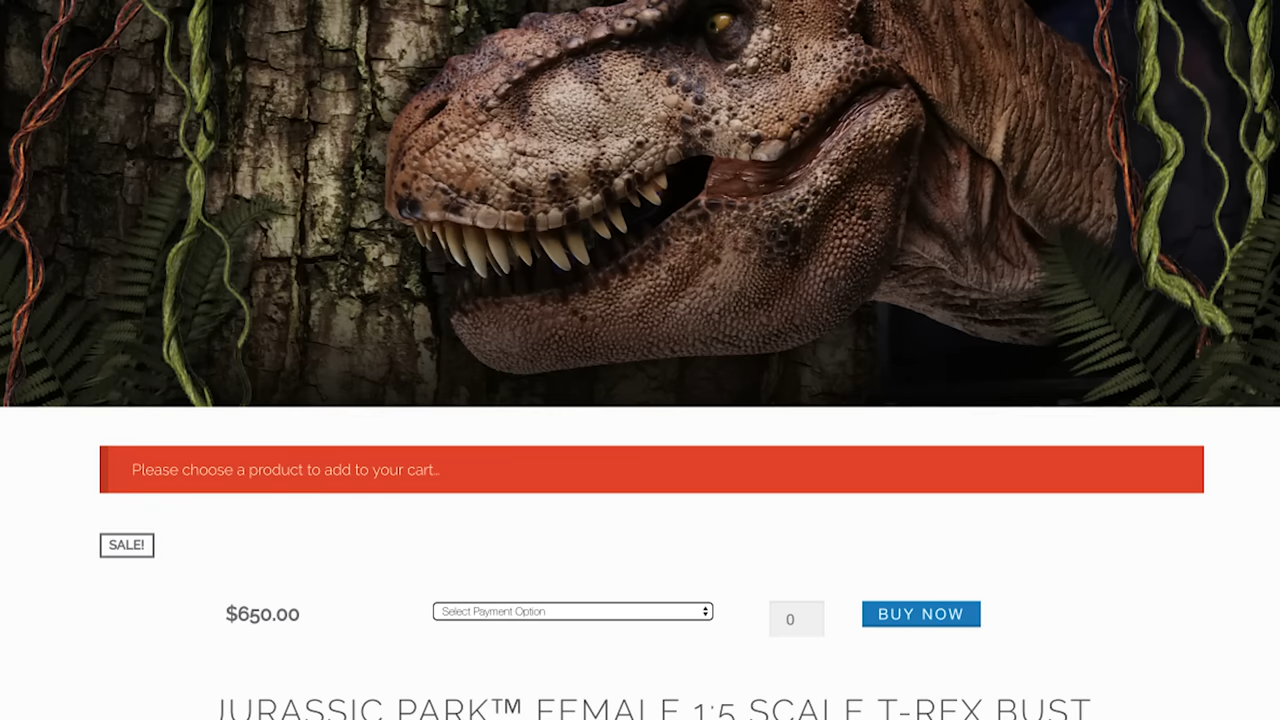 Please choose a product to add to your cart…
SALE!
$650.00
Select Payment Option
0
BUY NOW
JURASSIC PARK™ FEMALE 1:5 SCALE T-REX BUST